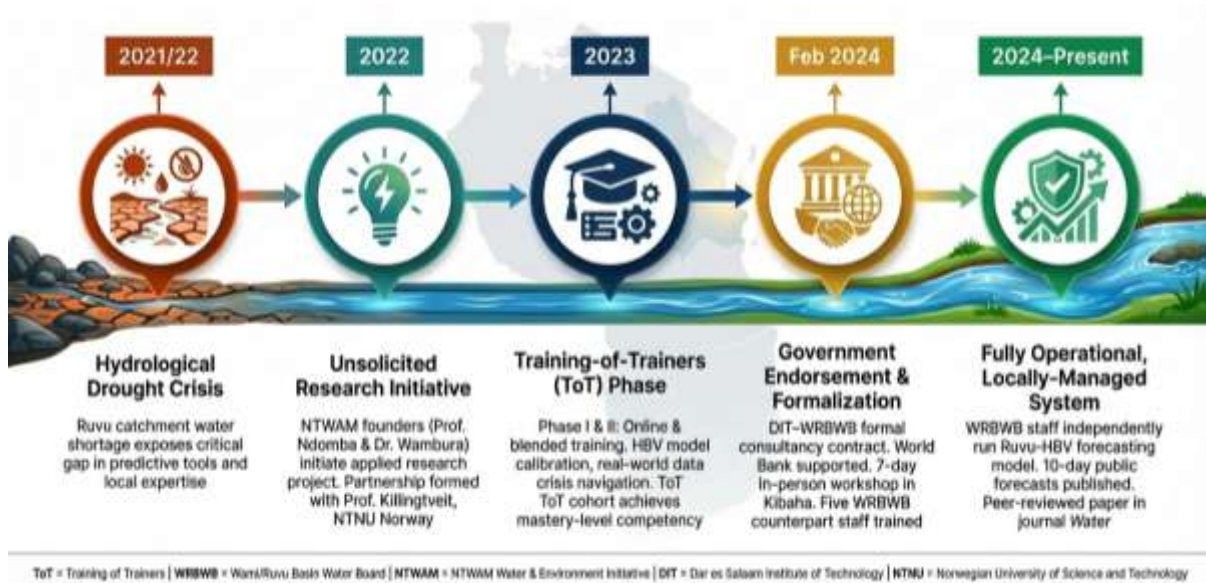 2021/22
2022
2023
Feb 2024
2024–Present
Hydrological
Drought Crisis
Ruvu catchment water
shortage exposes critical
gap in predictive tools and
local expertise
Unsolicited
Research Initiative
NTWAM founders (Prof.
Ndomba & Dr. Wambura)
initiate applied research
project. Partnership formed
with Prof. Killingtveit,
NTNU Norway
Training-of-Trainers
(ToT) Phase
Phase I & II: Online &
blended training. HBV model
calibration, real-world data
crisis navigation. ToT
ToT cohort achieves
mastery-level competency
Government
Endorsement &
Formalization
DIT–WRBWB formal
consultancy contract. World
Bank supported. 7-day
in-person workshop in
Kibaha. Five WRBWB
counterpart staff trained
Fully Operational,
Locally-Managed
System
WRBWB staff independently
run Ruvu-HBV forecasting
model. 10-day public
forecasts published.
Peer-reviewed paper in
journal Water
ToT = Training of Trainers | WRBWB = Wami/Ruvu Basin Water Board | NTWAM = NTWAM Water & Environment Initiative | DIT = Dar es Salaam Institute of Technology | NTNU = Norwegian University of Science and Technology